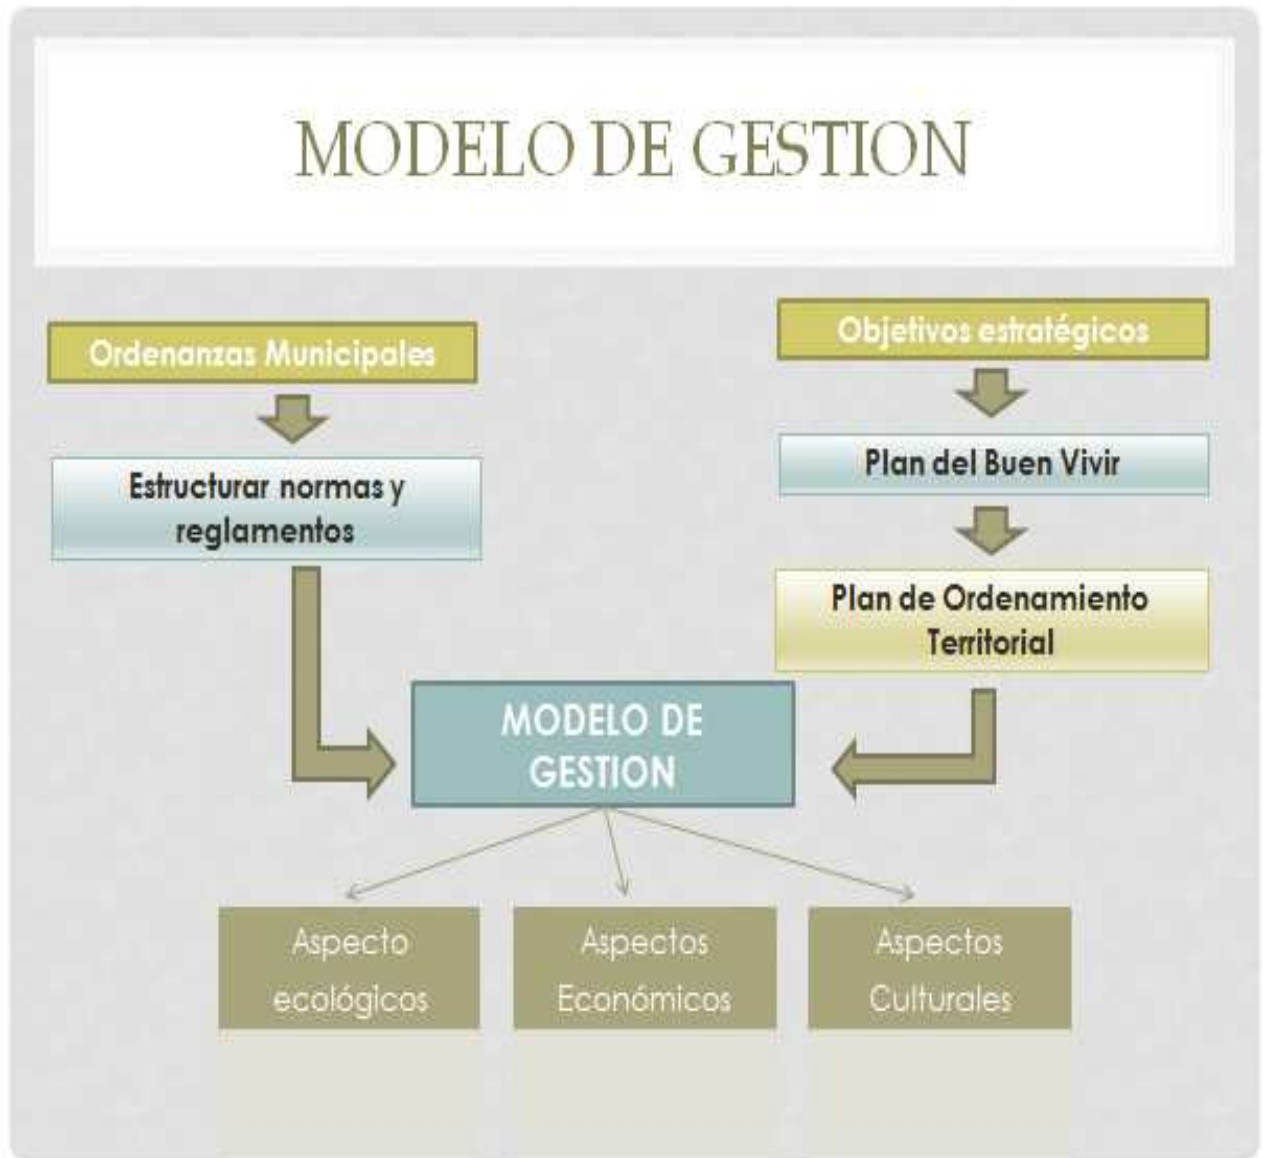 MODELO DE GESTION
Ordenanzas Municipales
Estructurar normas y
reglamentos
Objetivos estratégicos
Plan del Buen Vivir
Plan de Ordenamiento
Territorial
MODELO DE
GESTION
Aspecto
ecológicos
Aspectos
Económicos
Aspectos
Culturales